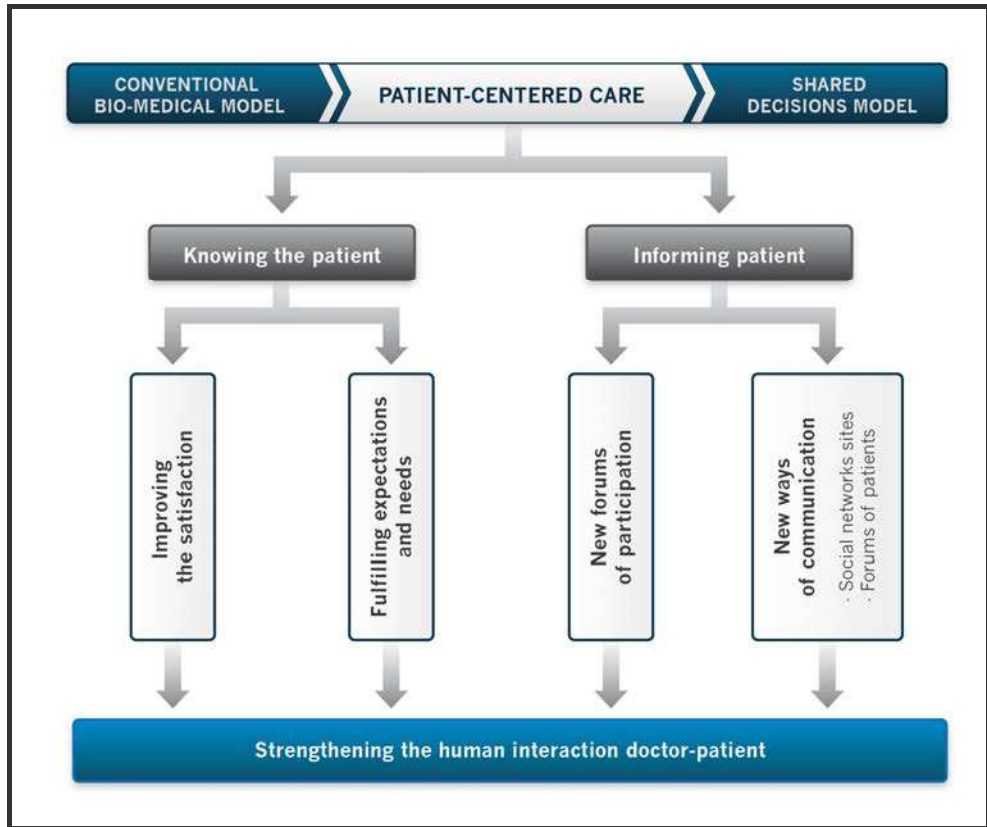 CONVENTIONAL
BIO-MEDICAL MODEL
PATIENT-CENTERED CARE
SHARED
DECISIONS MODEL
Knowing the patient
Informing patient
Improving
the satisfaction
Fulfilling expectations
and needs
New forums
of participation
New ways
of communication
· Social networks sites
· Forums of patients
Strengthening the human interaction doctor-patient